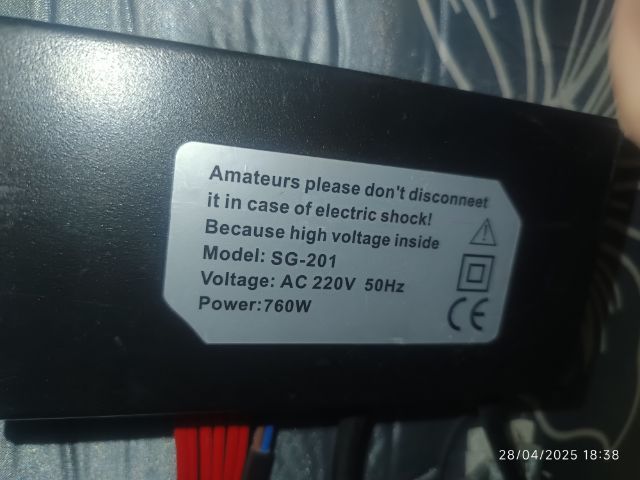 Amateurs please don't disconneet
it in case of electric shock!
Because high voltage inside
Model: SG-201
Voltage: AC 220V 50Hz
Power:760W
CE
28/04/2025 18:38